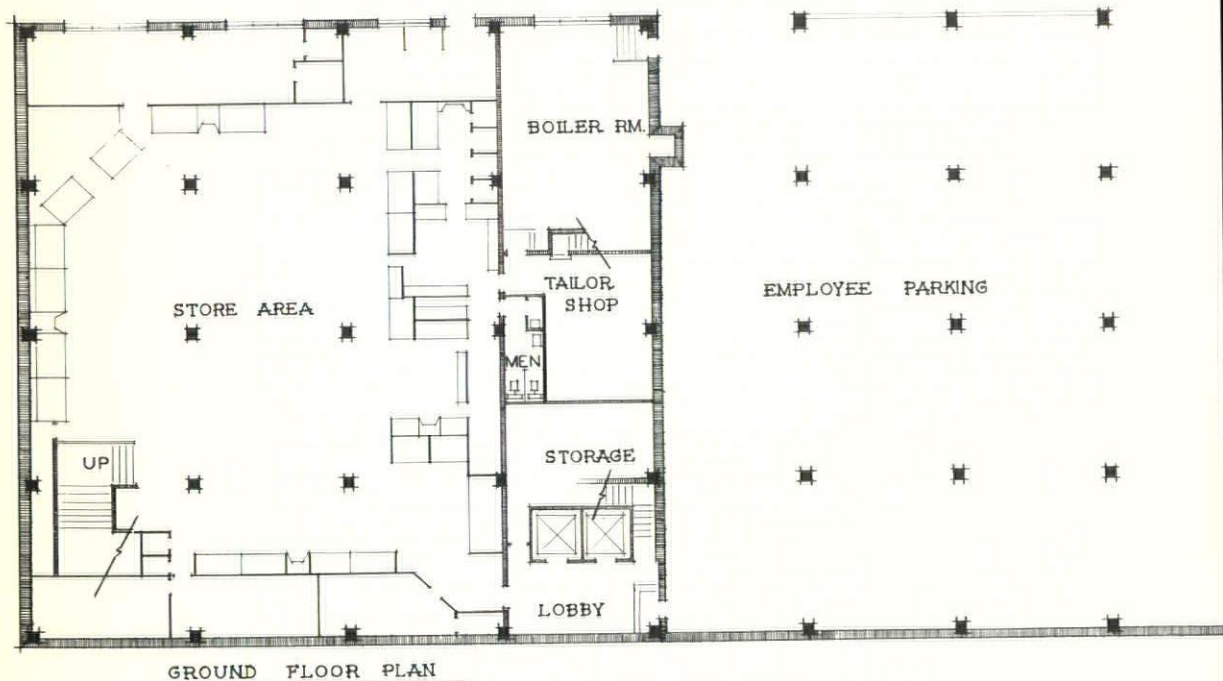 BOILER RM.
TAILOR
SHOP
STORE AREA
EMPLOYEE PARKING
MEN
UP
STORAGE
LOBBY
GROUND FLOOR PLAN